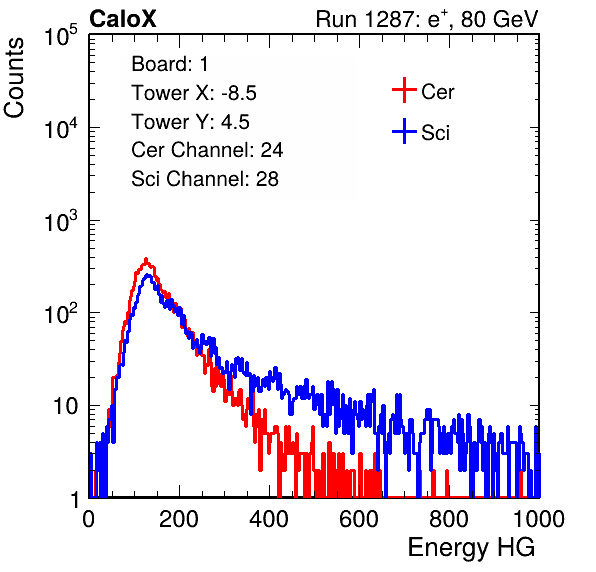 CaloX Run 1287: e⁺, 80 GeV
Counts
Board: 1
Tower X: -8.5
Tower Y: 4.5
Cer Channel: 24
Sci Channel: 28
Cer
Sci
10⁵
10⁴
10³
10²
10
1
0 200 400 600 800 1000
Energy HG